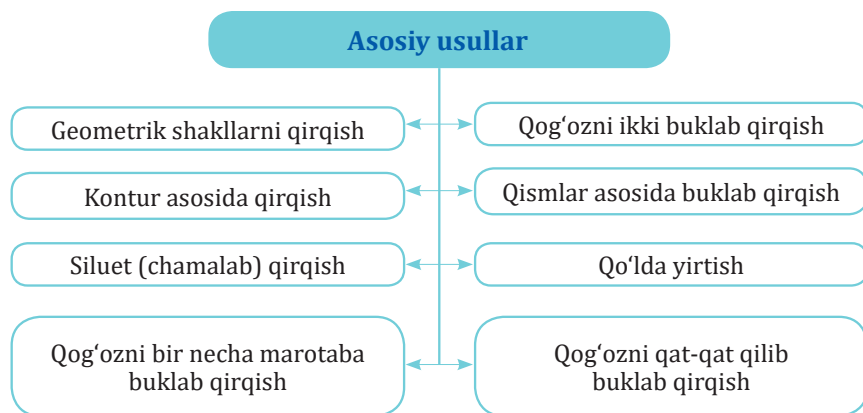 Asosiy usullar
Geometrik shakllarni qirqish
Qog‘ozni ikki buklab qirqish
Kontur asosida qirqish
Qismlar asosida buklab qirqish
Siluet (chamalab) qirqish
Qo‘lda yirtish
Qog‘ozni bir necha marotaba
buklab qirqish
Qog‘ozni qat-qat qilib
buklab qirqish